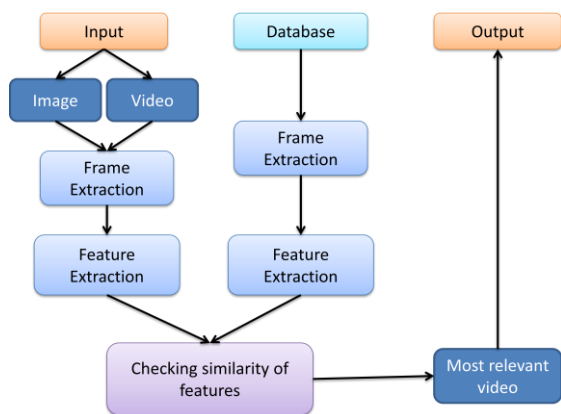 Input
Database
Output
Image
Video
Frame
Extraction
Frame
Extraction
Feature
Extraction
Feature
Extraction
Checking similarity of
features
Most relevant
video